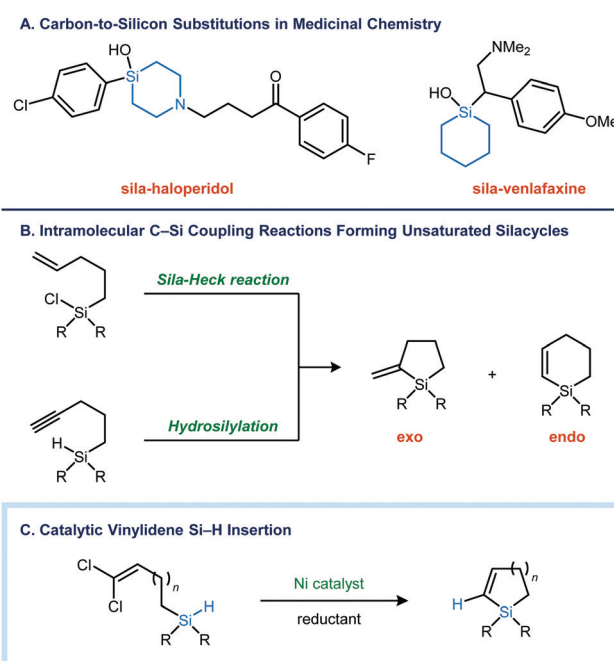 A. Carbon-to-Silicon Substitutions in Medicinal Chemistry
HO
Si
Cl
N
O
F
sila-haloperidol
NMe2
HO
Si
OMe
sila-venlafaxine
B. Intramolecular C–Si Coupling Reactions Forming Unsaturated Silacycles
Cl
Si
R R
Sila-Heck reaction
H
Si
R R
Hydrosilylation
Si
R R
exo
+
Si
R R
endo
C. Catalytic Vinylidene Si–H Insertion
Cl
Cl
( )n
H
Si
R R
Ni catalyst
reductant
( )n
H
Si
R R